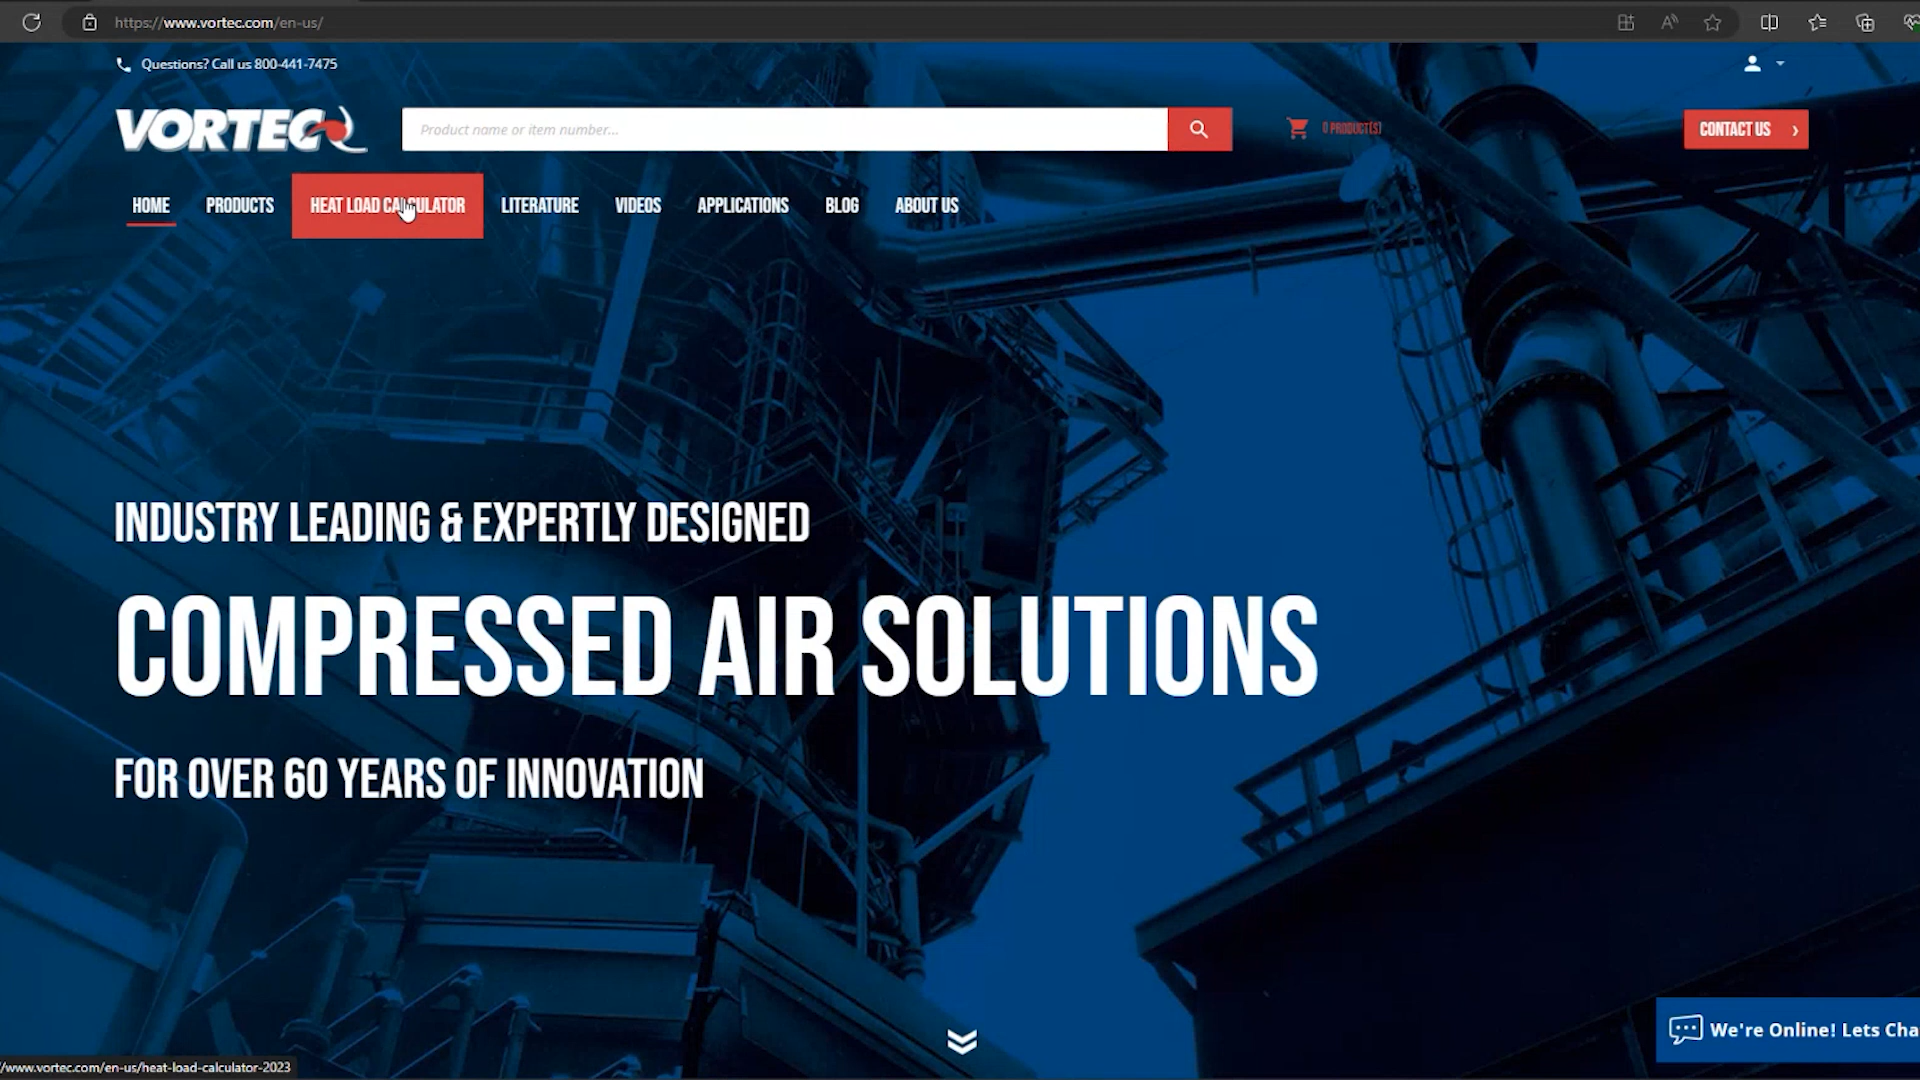 https://www.vortec.com/en-us/
Questions? Call us 800-441-7475
VORTEC
Product name or item number...
0 PRODUCT(S)
CONTACT US
HOME
PRODUCTS
HEAT LOAD CALCULATOR
LITERATURE
VIDEOS
APPLICATIONS
BLOG
ABOUT US
INDUSTRY LEADING & EXPERTLY DESIGNED
COMPRESSED AIR SOLUTIONS
FOR OVER 60 YEARS OF INNOVATION
We're Online! Lets Cha
/www.vortec.com/en-us/heat-load-calculator-2023